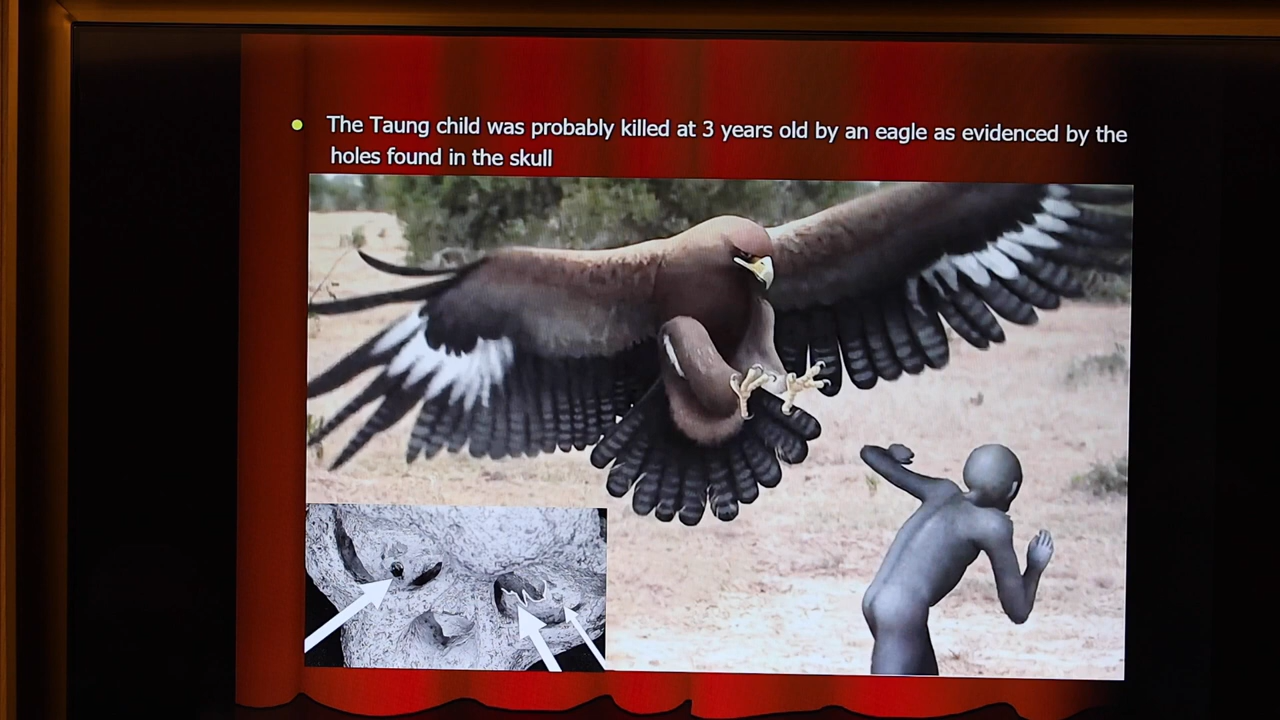 The Taung child was probably killed at 3 years old by an eagle as evidenced by the
holes found in the skull